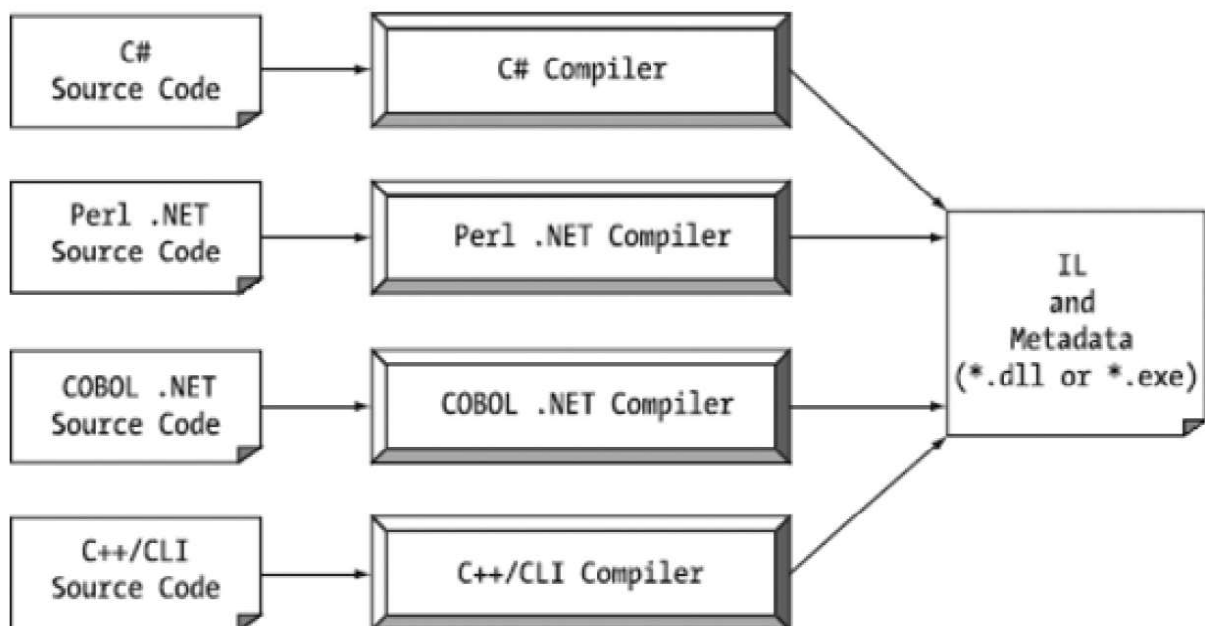 C#
Source Code
C# Compiler
Perl .NET
Source Code
Perl .NET Compiler
IL
and
Metadata
(*.dll or *.exe)
COBOL .NET
Source Code
COBOL .NET Compiler
C++/CLI
Source Code
C++/CLI Compiler